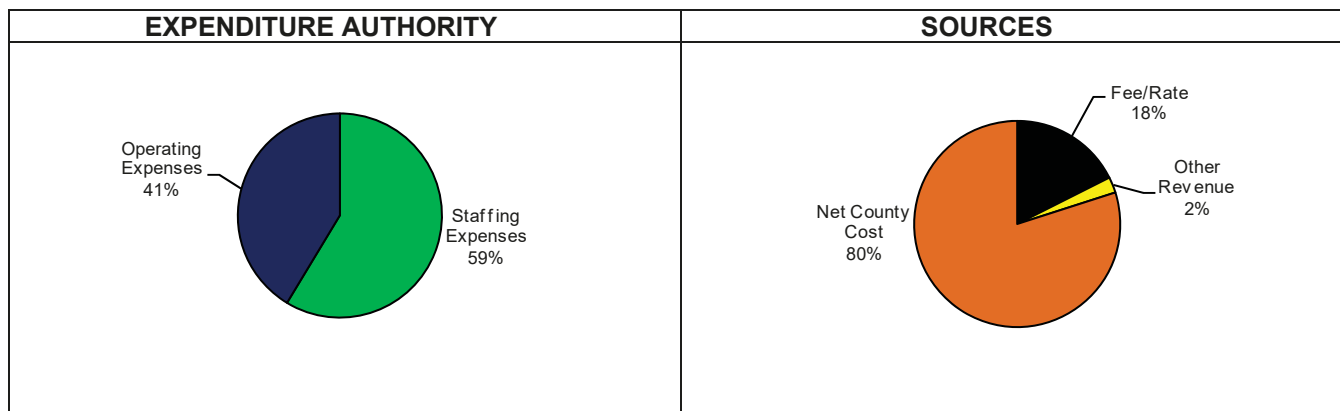 EXPENDITURE AUTHORITY
Operating
Expenses
41%
Staffing
Expenses
59%
SOURCES
Fee/Rate
18%
Other
Revenue
2%
Net County
Cost
80%